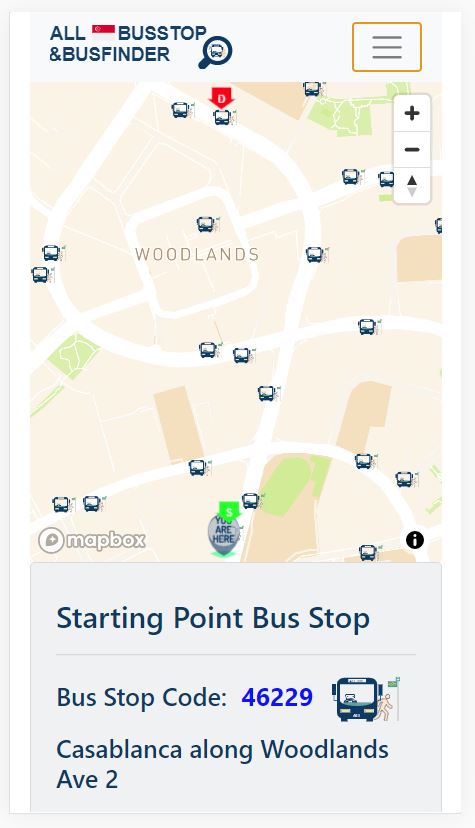 ALL BUSSTOP
&BUSFINDER
D
WOODLANDS
S
YOU
ARE
HERE
mapbox
Starting Point Bus Stop
Bus Stop Code: 46229
Casablanca along Woodlands
Ave 2